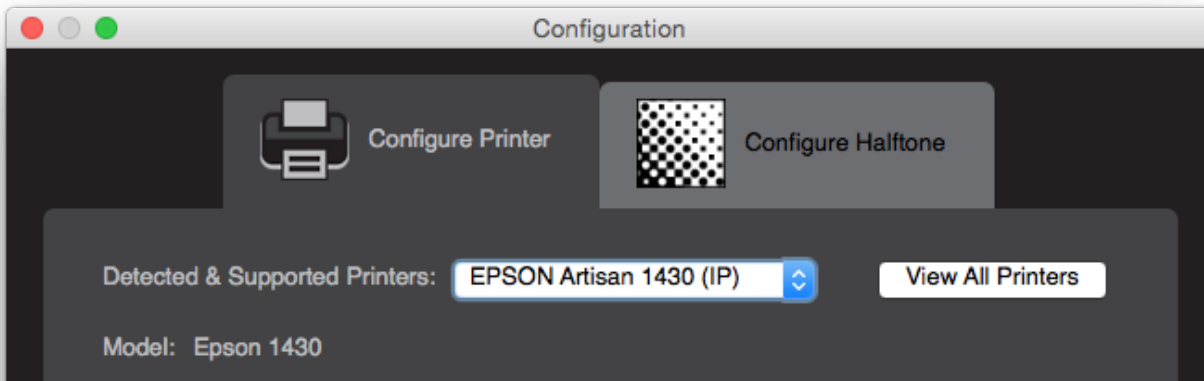 Configuration
Configure Printer
Configure Halftone
Detected & Supported Printers: EPSON Artisan 1430 (IP) View All Printers
Model: Epson 1430